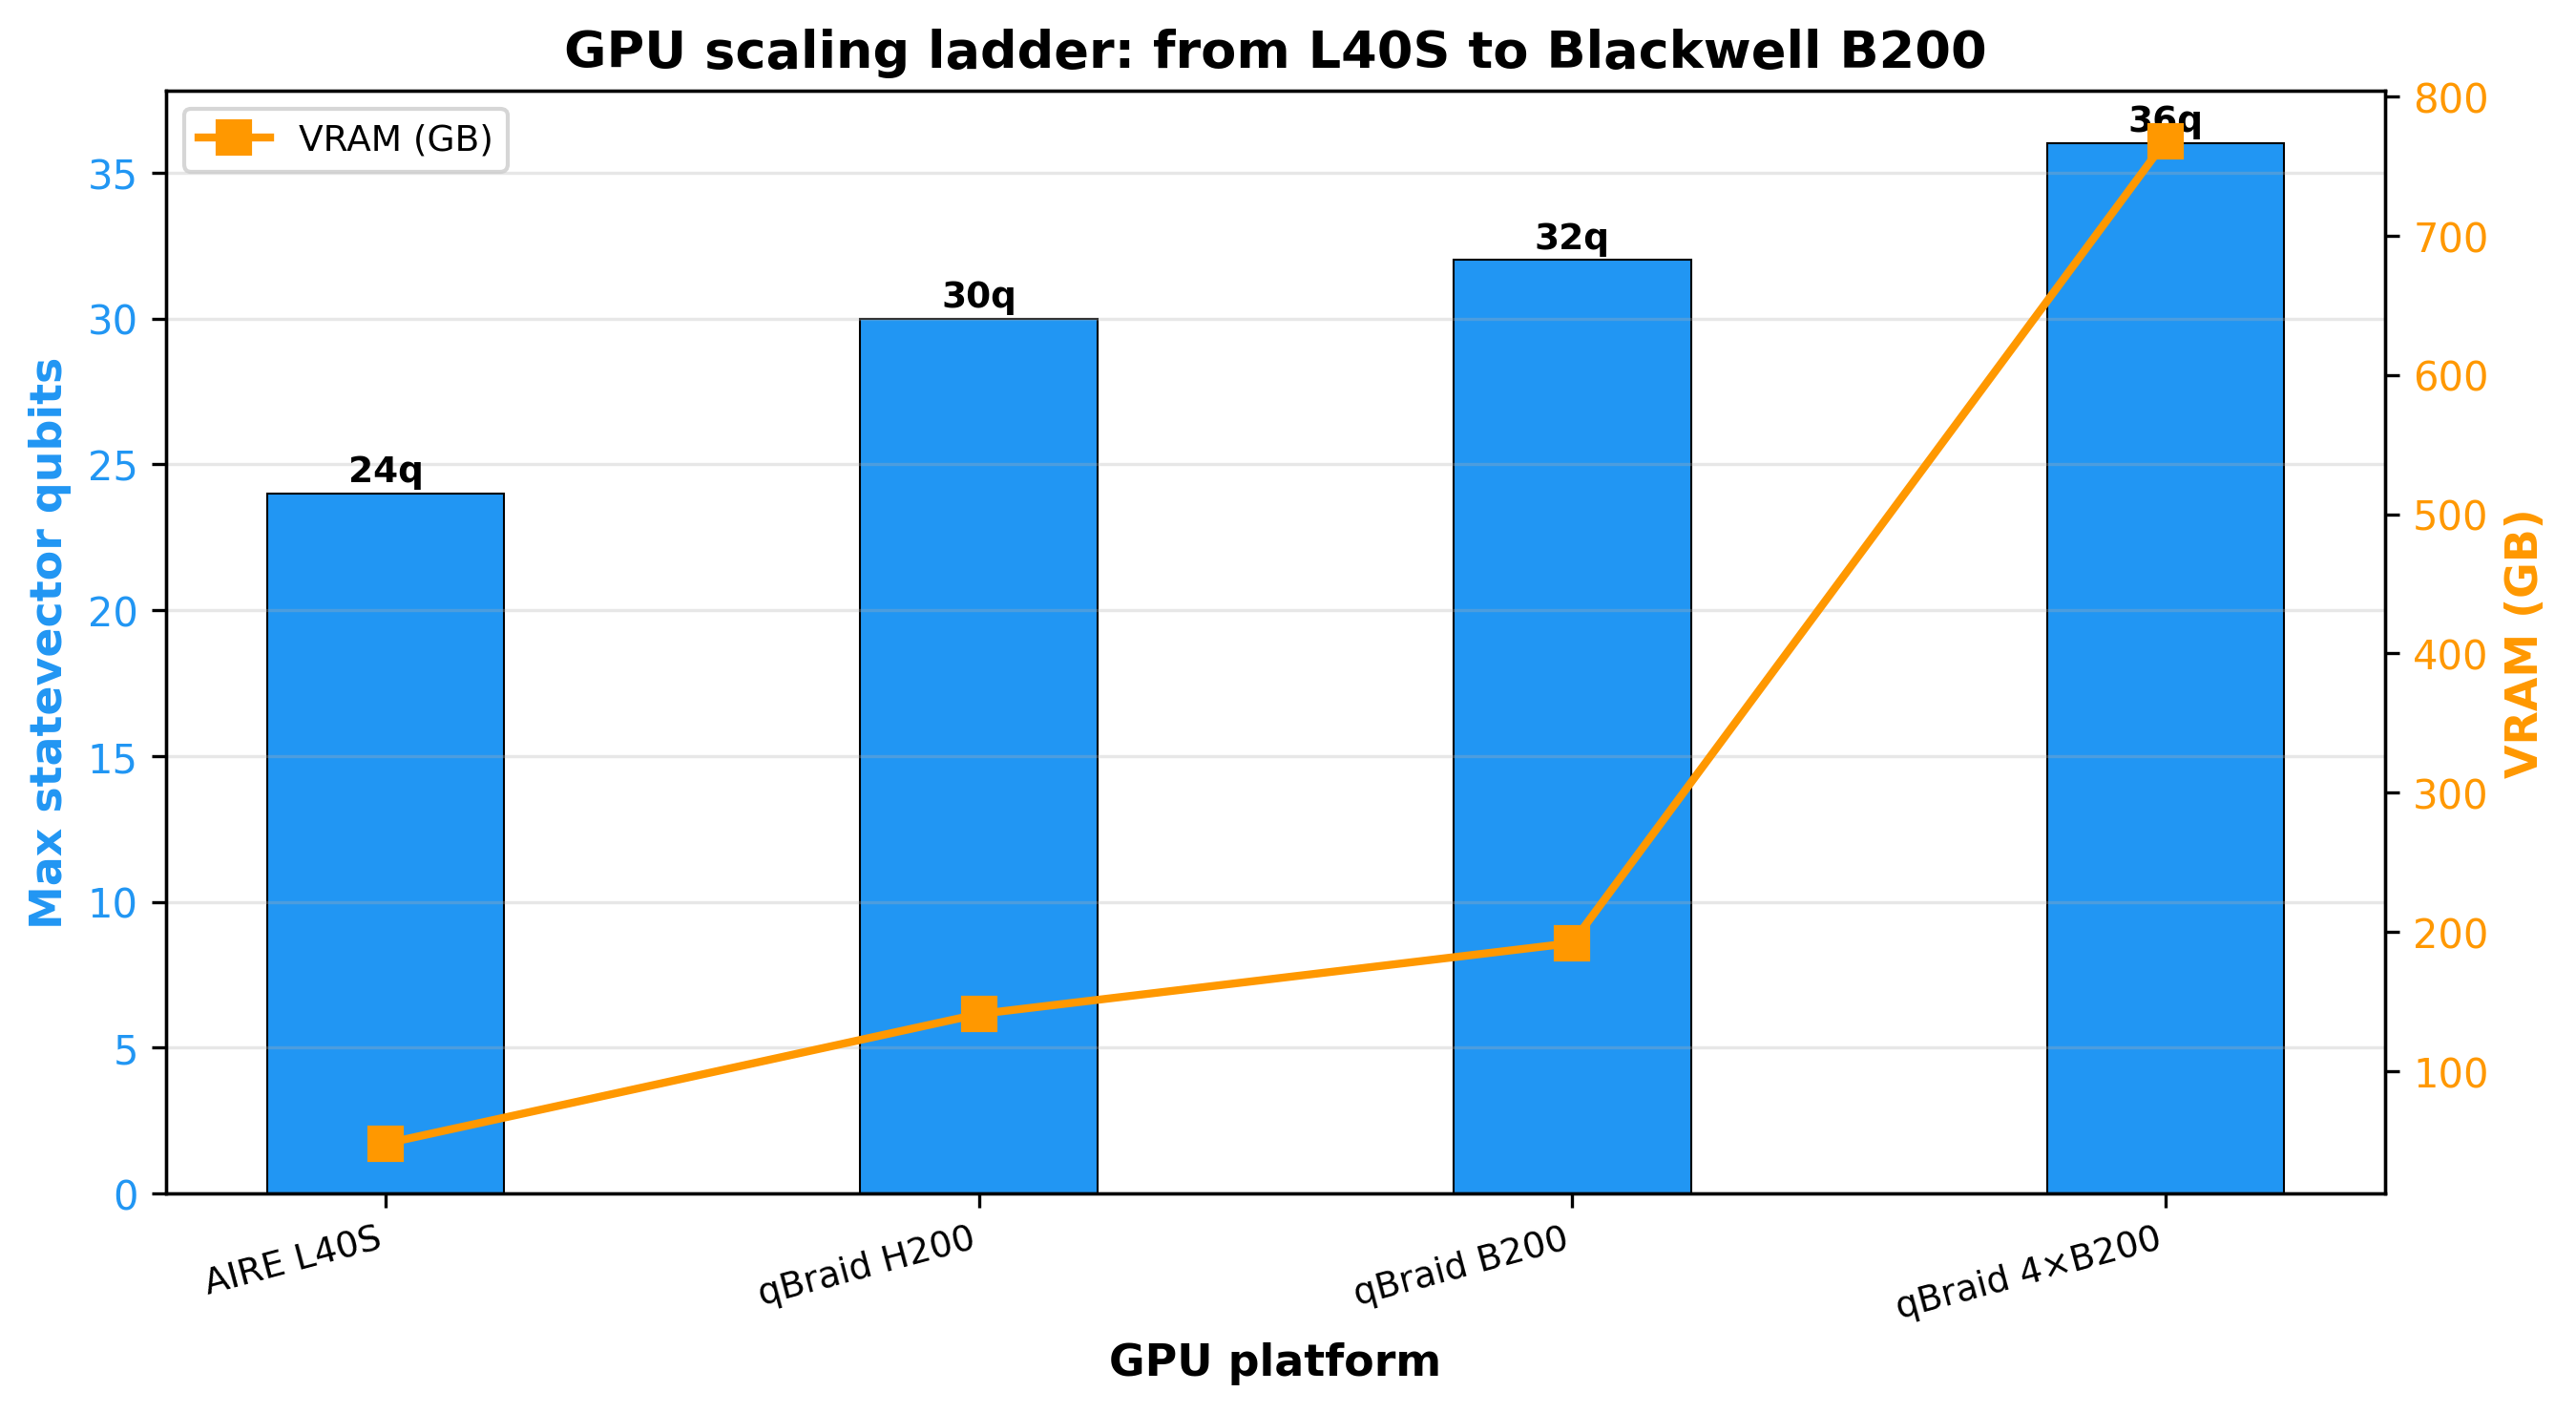 GPU scaling ladder: from L40S to Blackwell B200
VRAM (GB)
36q
32q
30q
24q
Max statevector qubits
35
30
25
20
15
10
5
0
800
700
600
500
400
300
200
100
VRAM (GB)
AIRE L40S
qBraid H200
qBraid B200
qBraid 4×B200
GPU platform